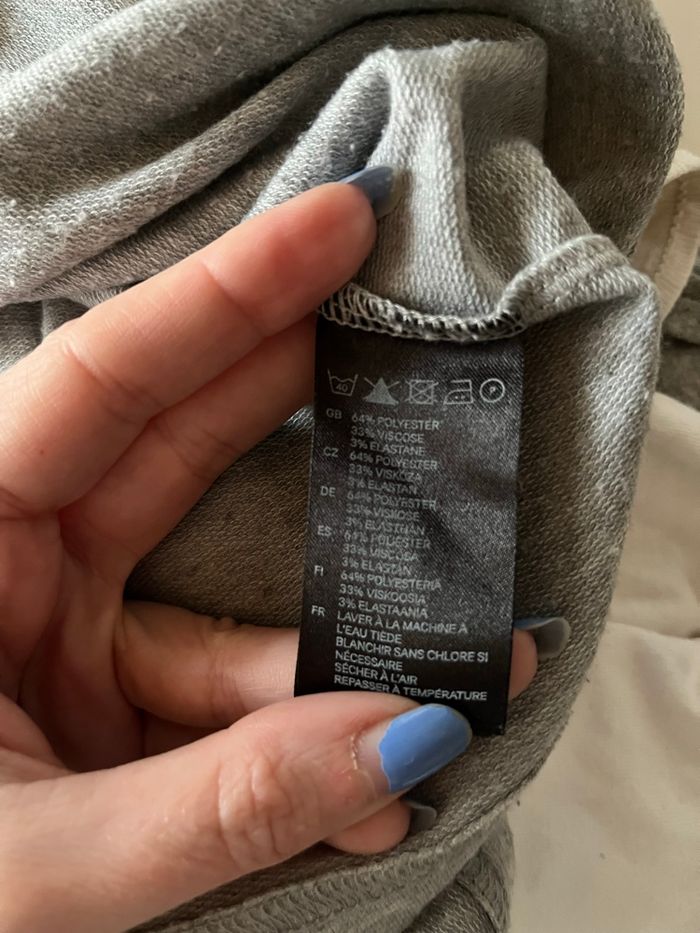 40 P
GB 64% POLYESTER
33% VISCOSE
3% ELASTANE
CZ 64% POLYESTER
33% VISKÓZA
3% ELASTAN
DE 64% POLYESTER
33% VISKOSE
3% ELASTHAN
ES 64% POLIÉSTER
33% VISCOSA
3% ELASTÁN
FI 64% POLYESTERIA
33% VISKOOSIA
3% ELASTAANIA
FR LAVER À LA MACHINE À
L'EAU TIÈDE
BLANCHIR SANS CHLORE SI
NÉCESSAIRE
SÉCHER À L'AIR
REPASSER À TEMPÉRATURE